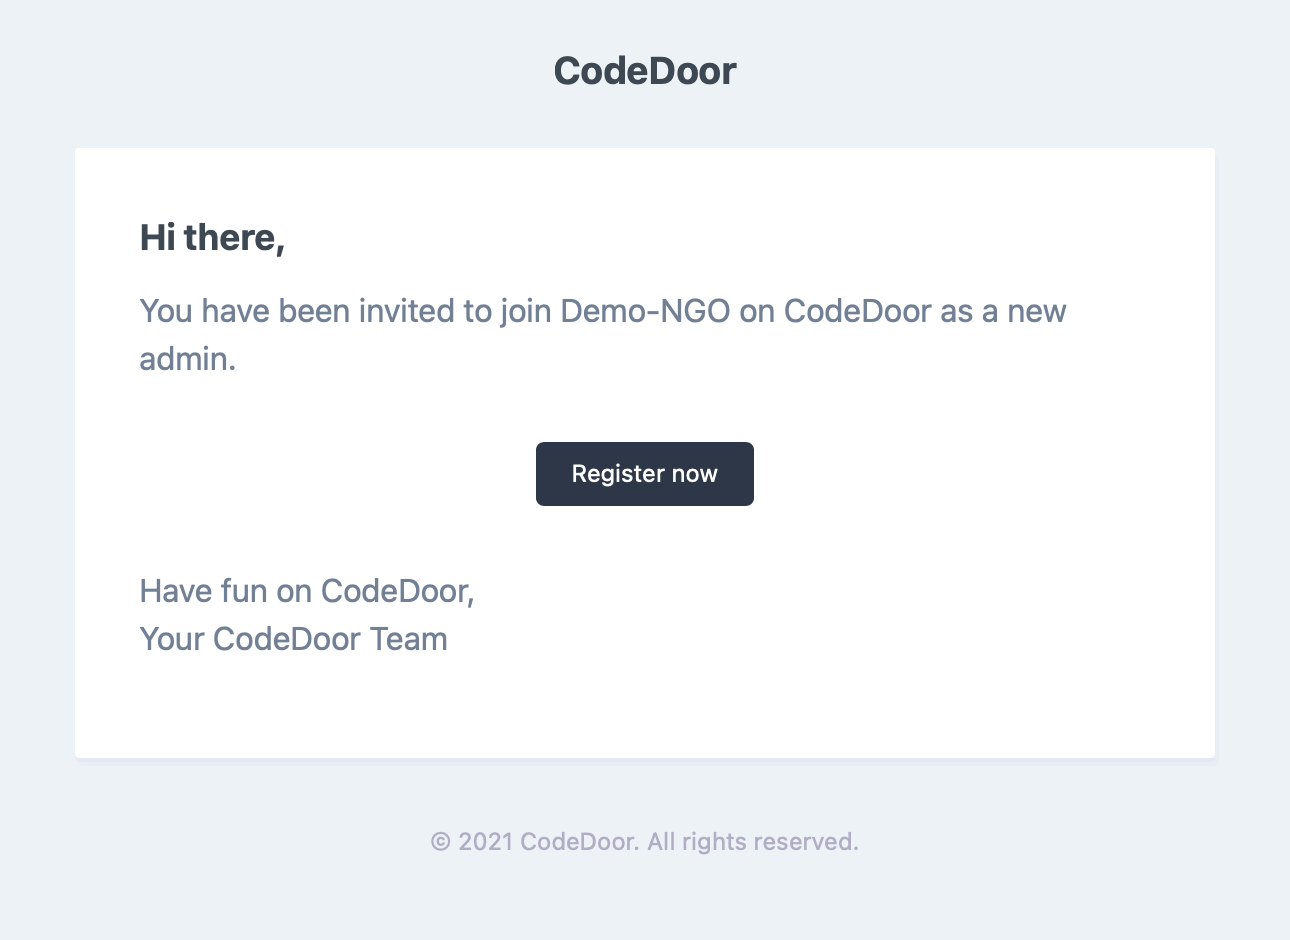 CodeDoor
Hi there,
You have been invited to join Demo-NGO on CodeDoor as a new
admin.
Register now
Have fun on CodeDoor,
Your CodeDoor Team
© 2021 CodeDoor. All rights reserved.